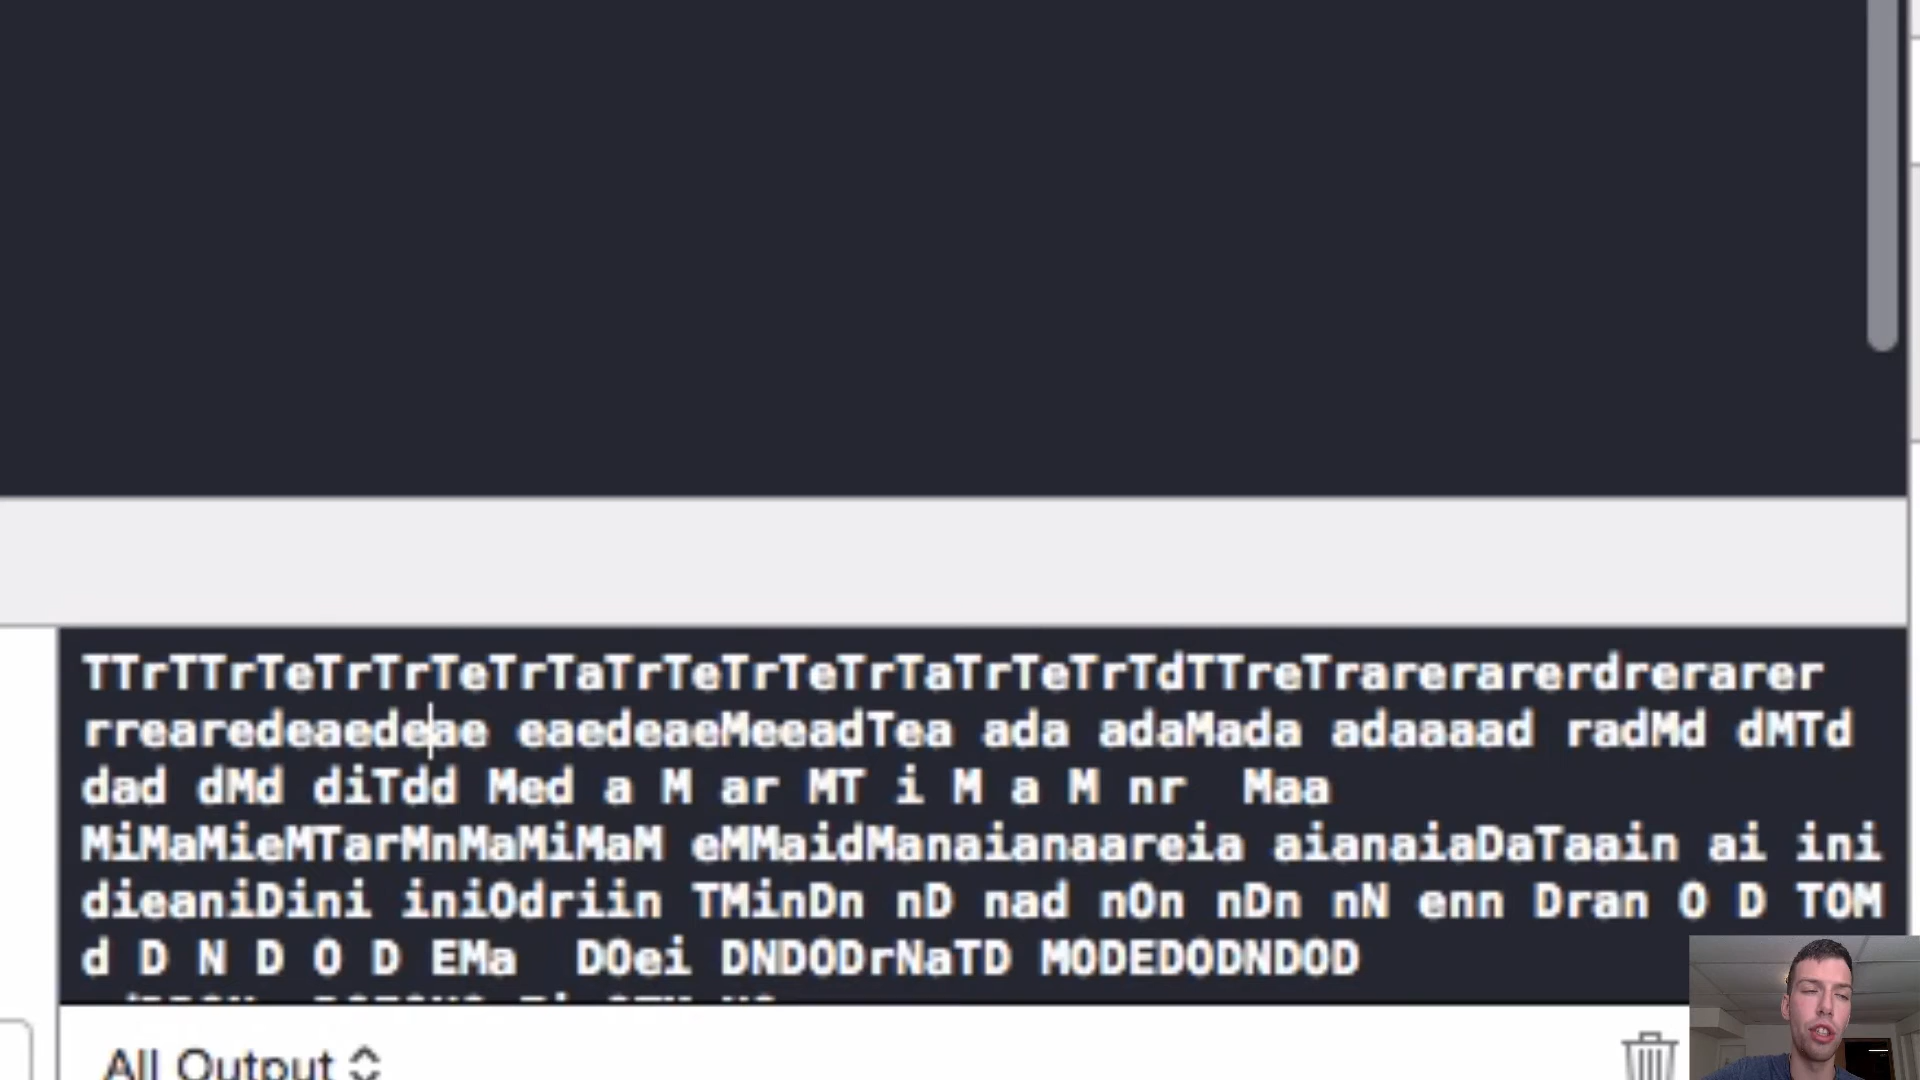 TTrTTrTeTrTrTeTrTaTrTeTrTeTrTaTrTeTrTdTTreTrarerarerdrerarer
rrearedeaedeae eaedeaeMeeadTea ada adaMada adaaaad radMd dMTd
dad dMd diTdd Med a M ar MT i M a M nr  Maa
MiMaMieMTarMnMaMiMaM eMMaidManaianaareia aianaiaDaTaain ai ini
dieaniDini iniOdriin TMinDn nD nad nOn nDn nN enn Dran O D TOM
d D N D O D EMa  DOei DNDODrNaTD MODEDODNDOD
All Output